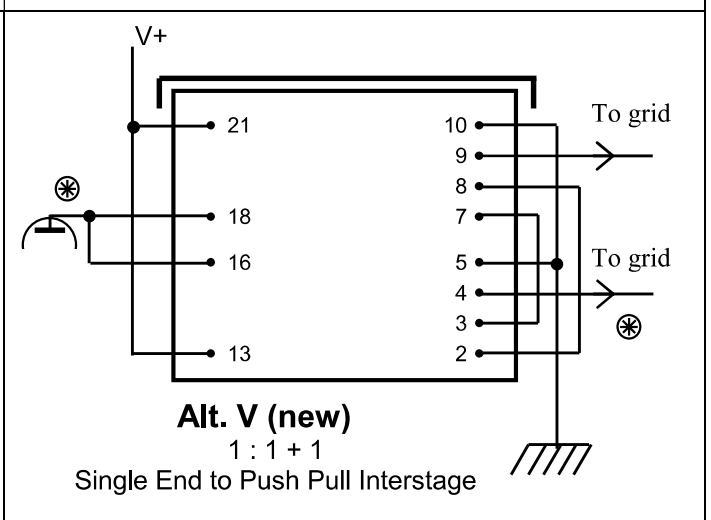 V+
21 10 To grid
9
8
18 7
16 5 To grid
4
3
13 2
Alt. V (new)
1 : 1 + 1
Single End to Push Pull Interstage